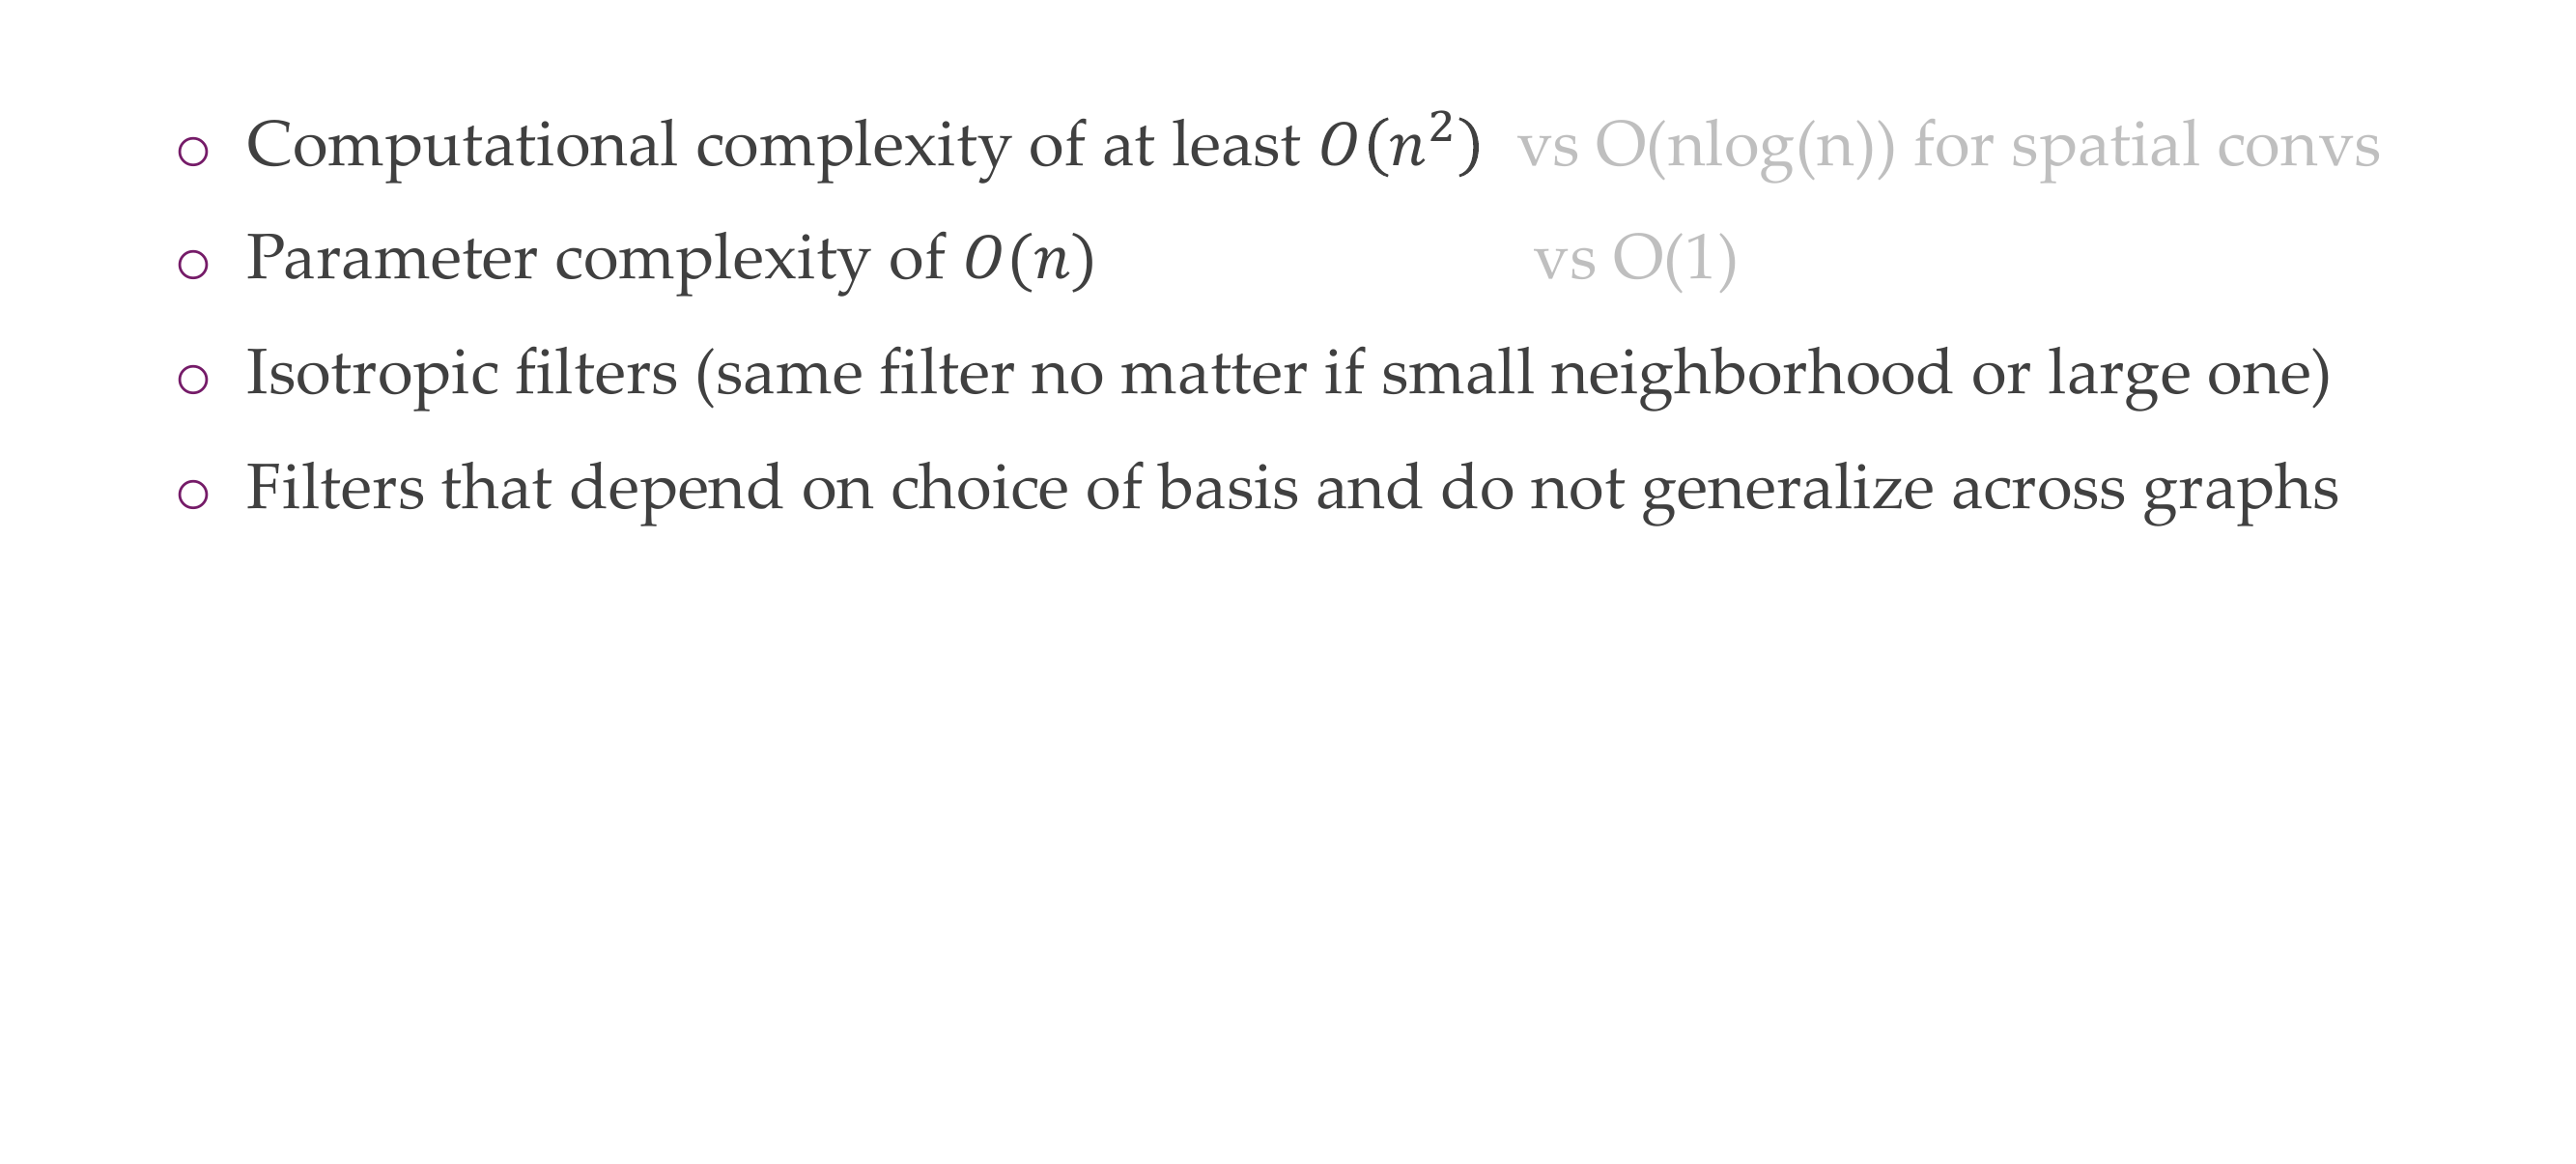 ○ Computational complexity of at least O(n²) vs O(nlog(n)) for spatial convs
○ Parameter complexity of O(n) vs O(1)
○ Isotropic filters (same filter no matter if small neighborhood or large one)
○ Filters that depend on choice of basis and do not generalize across graphs